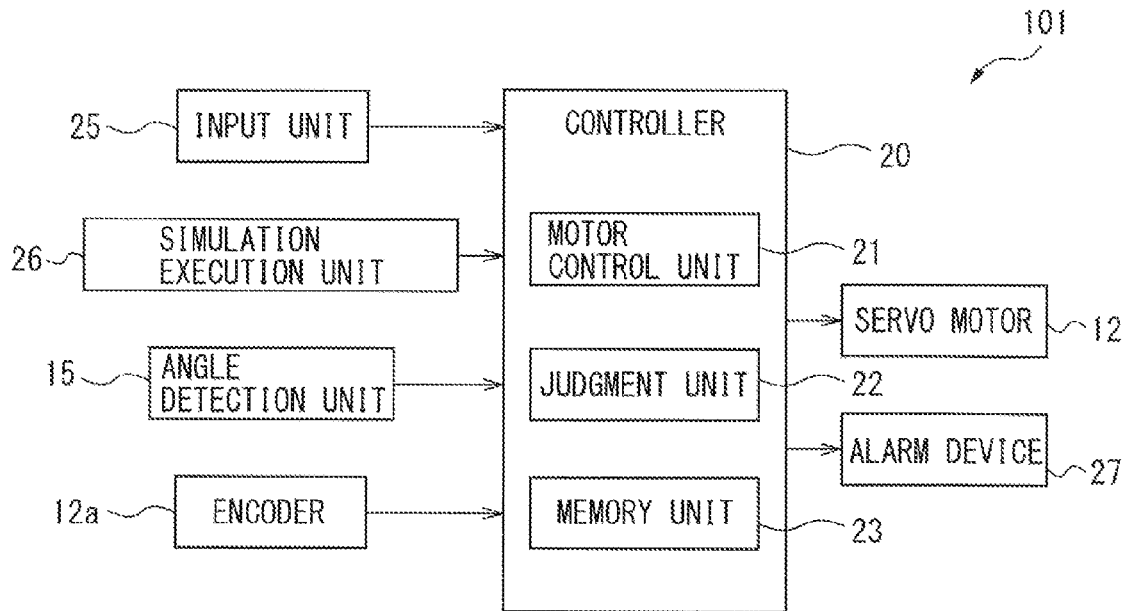 101
25
INPUT UNIT
CONTROLLER
20
26
SIMULATION
EXECUTION UNIT
MOTOR
CONTROL UNIT
21
SERVO MOTOR
12
15
ANGLE
DETECTION UNIT
JUDGMENT UNIT
22
ALARM DEVICE
27
12a
ENCODER
MEMORY UNIT
23